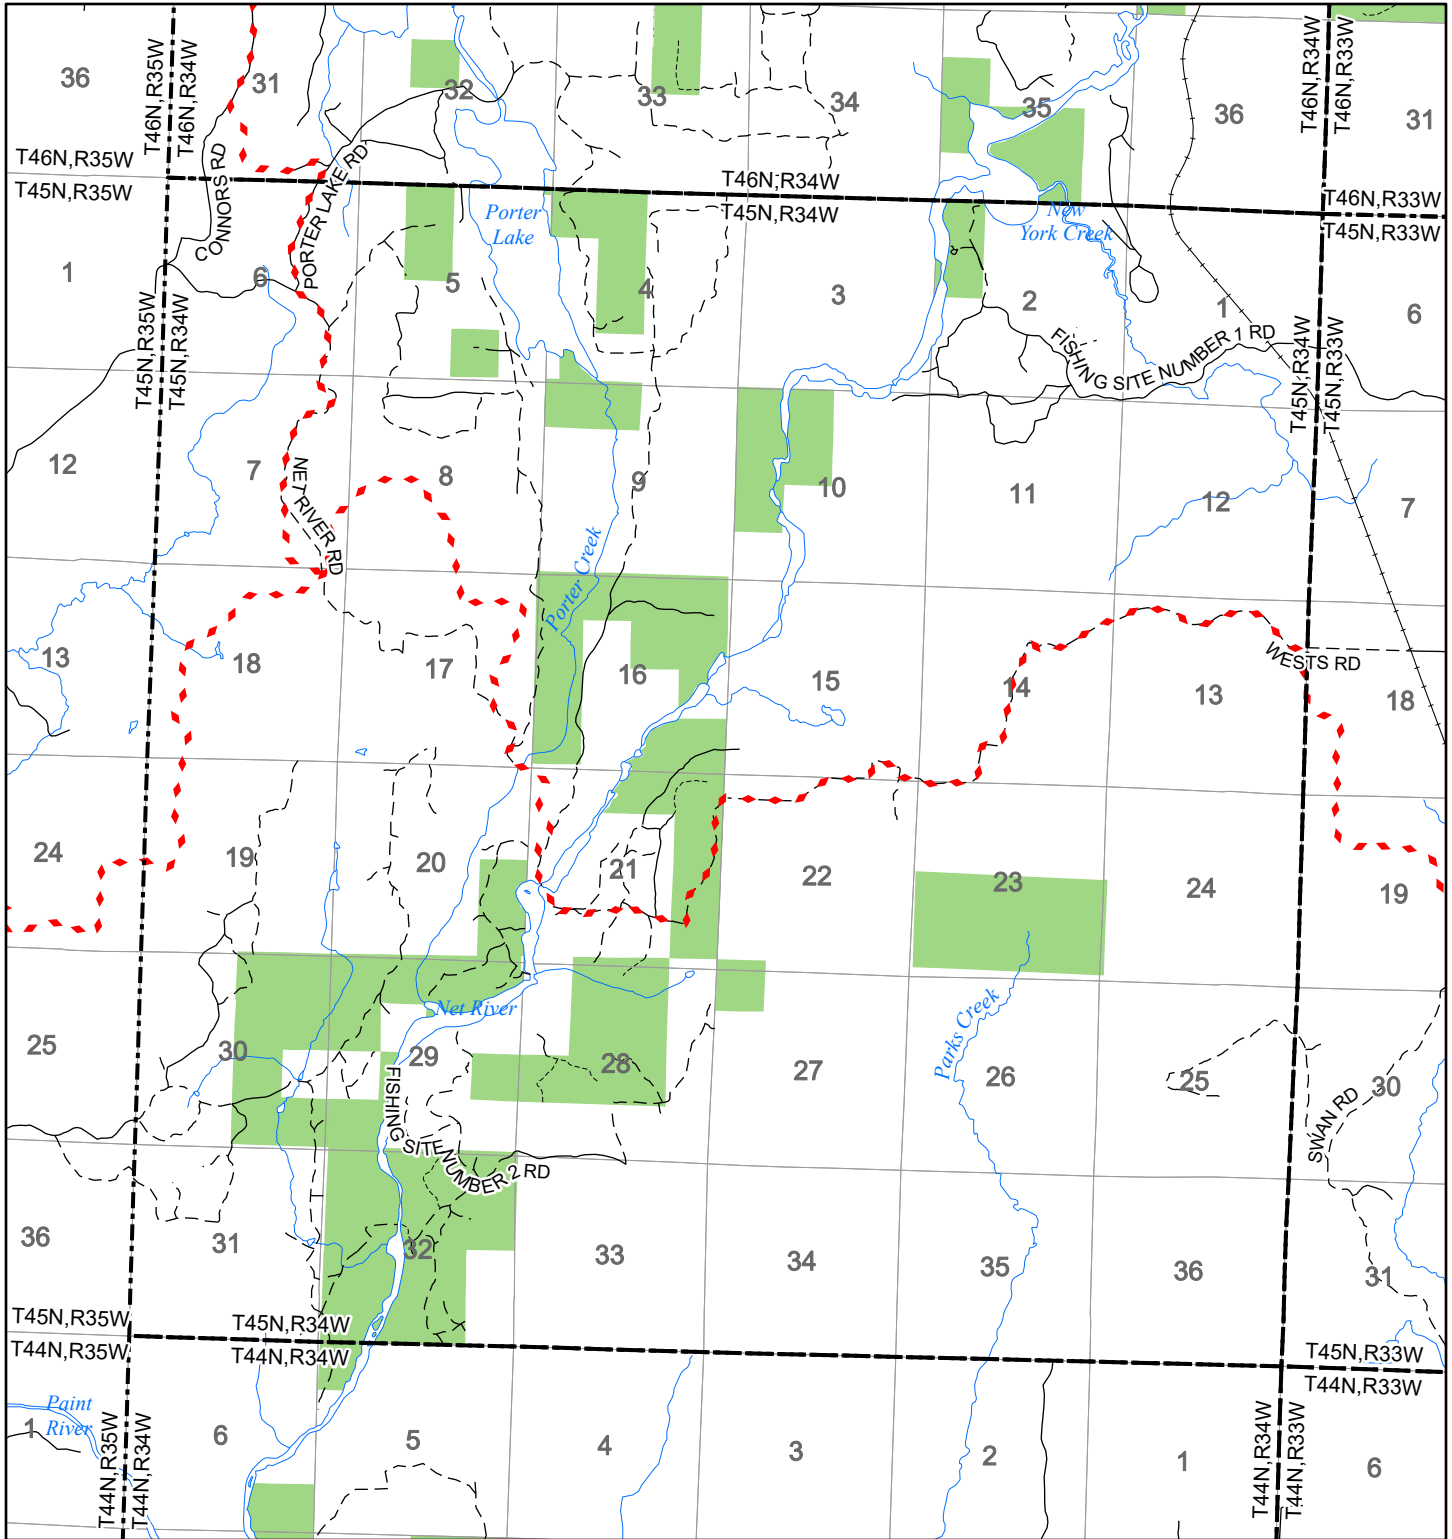 36
31
32
33
34
35
36
31
T46N,R35W
T46N,R34W
T46N,R34W
T46N,R33W
T46N,R35W
T45N,R35W
CONNORS RD
PORTER LAKE RD
T46N,R34W
T45N,R34W
T46N,R33W
T45N,R33W
Porter
Lake
New
York Creek
1
6
5
4
3
2
1
6
T45N,R35W
T45N,R34W
T45N,R34W
T45N,R33W
FISHING SITE NUMBER 1 RD
12
7
8
9
10
11
12
7
NET RIVER RD
Porter Creek
13
18
17
16
15
14
13
18
WESTS RD
24
19
20
21
22
23
24
19
Net River
Parks Creek
25
30
29
28
27
26
25
30
FISHING SITE NUMBER 2 RD
SWAN RD
36
31
32
33
34
35
36
31
T45N,R35W
T44N,R35W
T45N,R34W
T44N,R34W
T45N,R33W
T44N,R33W
Paint
River
1
6
5
4
3
2
1
6
T44N,R35W
T44N,R34W
T44N,R34W
T44N,R33W